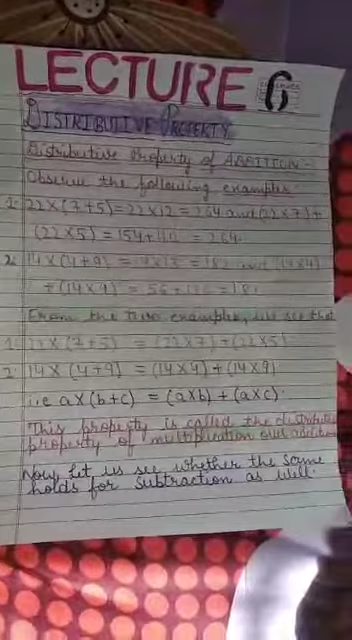 LECTURE 6
DISTRIBUTIVE PROPERTY
Distributive Property of ADDITION:-
Observe the following examples:
1. 22×(7+5)=22×12=264 and (22×7)+
(22×5)=154+110=264.
2. 14×(4+9)=14×13=182 and (14×4)
+(14×9)=56+126=182
From the two examples, we see that
1. 22×(7+5) = (22×7)+(22×5)
2. 14×(4+9) = (14×4)+(14×9)
i.e a×(b+c) = (a×b)+(a×c).
This property is called the
property of multiplication over
Now let us see whether the same
holds for subtraction as well.